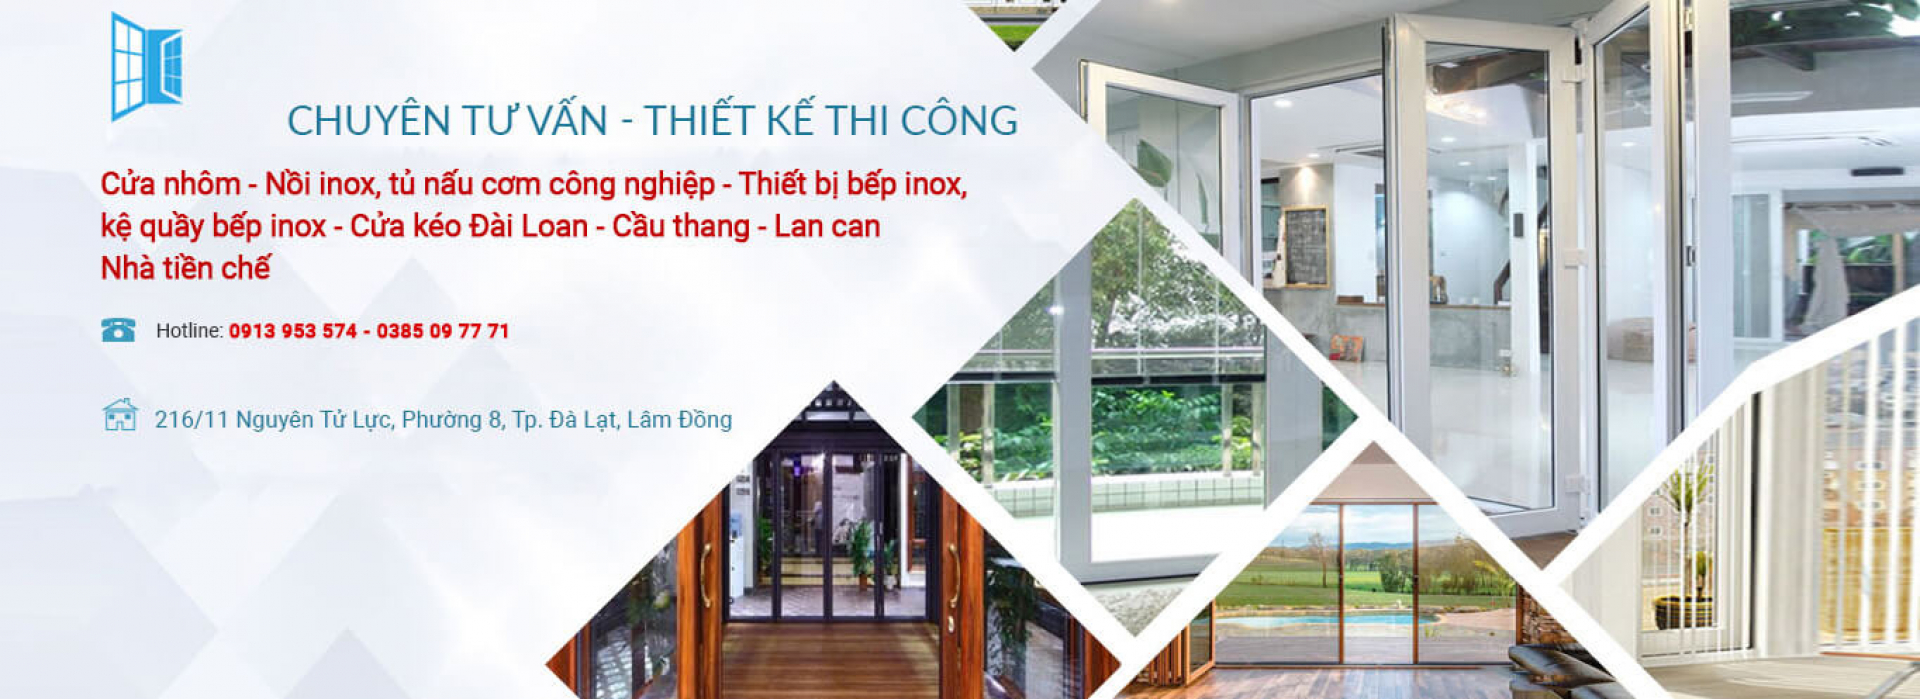 CHUYÊN TƯ VẤN - THIẾT KẾ THI CÔNG
Cửa nhôm - Nồi inox, tủ nấu cơm công nghiệp - Thiết bị bếp inox,
kệ quầy bếp inox - Cửa kéo Đài Loan - Cầu thang - Lan can
Nhà tiền chế
Hotline: 0913 953 574 - 0385 09 77 71
216/11 Nguyên Tử Lực, Phường 8, Tp. Đà Lạt, Lâm Đồng